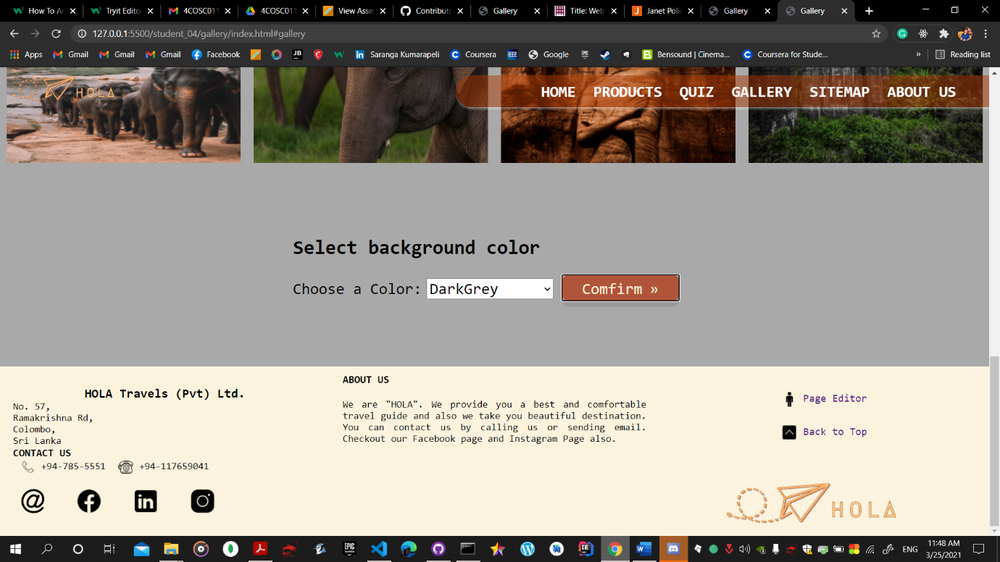 How To Ar
Tryit Edito
4COSC011
4COSC011
View Asse
Contributo
Gallery
Title: Web
Janet Polic
Gallery
Gallery
127.0.0.1:5500/student_04/gallery/index.html#gallery
Apps
Gmail
Gmail
Gmail
Facebook
JB
Saranga Kumarapeli
Coursera
IEEE
Google
Bensound | Cinema...
Coursera for Stude...
»
Reading list
HOLA
HOME PRODUCTS QUIZ GALLERY SITEMAP ABOUT US
Select background color
Choose a Color: DarkGrey
Comfirm »
HOLA Travels (Pvt) Ltd.
No. 57,
Ramakrishna Rd,
Colombo,
Sri Lanka
CONTACT US
+94-785-5551 +94-117659041
ABOUT US
We are "HOLA". We provide you a best and comfortable
travel guide and also we take you beautiful destination.
You can contact us by calling us or sending email.
Checkout our Facebook page and Instagram Page also.
Page Editor
Back to Top
HOLA
ENG
11:48 AM
3/25/2021